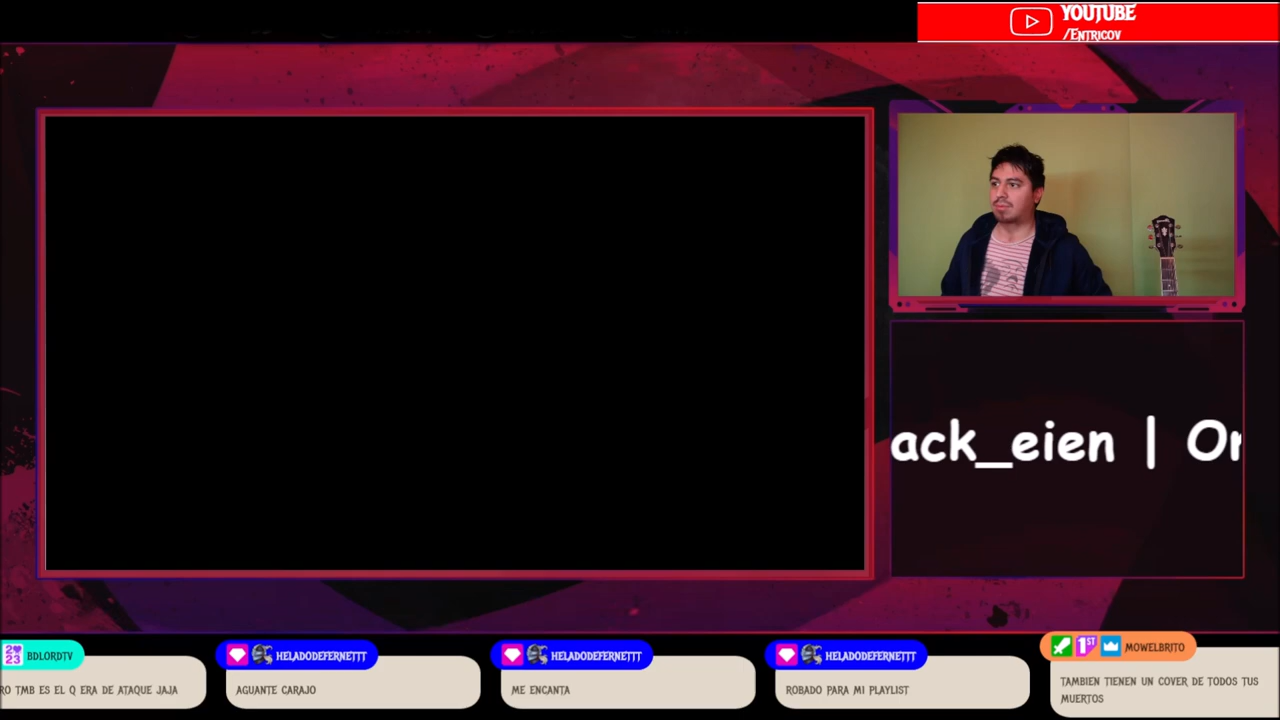 YOUTUBE
/ENTRICOV
ack_eien | Or
BDLORDTV
RO TMB ES EL Q ERA DE ATAQUE JAJA
HELADODEFERNETTT
AGUANTE CARAJO
HELADODEFERNETTT
ME ENCANTA
HELADODEFERNETTT
ROBADO PARA MI PLAYLIST
1ST
MOWELBRITO
TAMBIEN TIENEN UN COVER DE TODOS TUS
MUERTOS